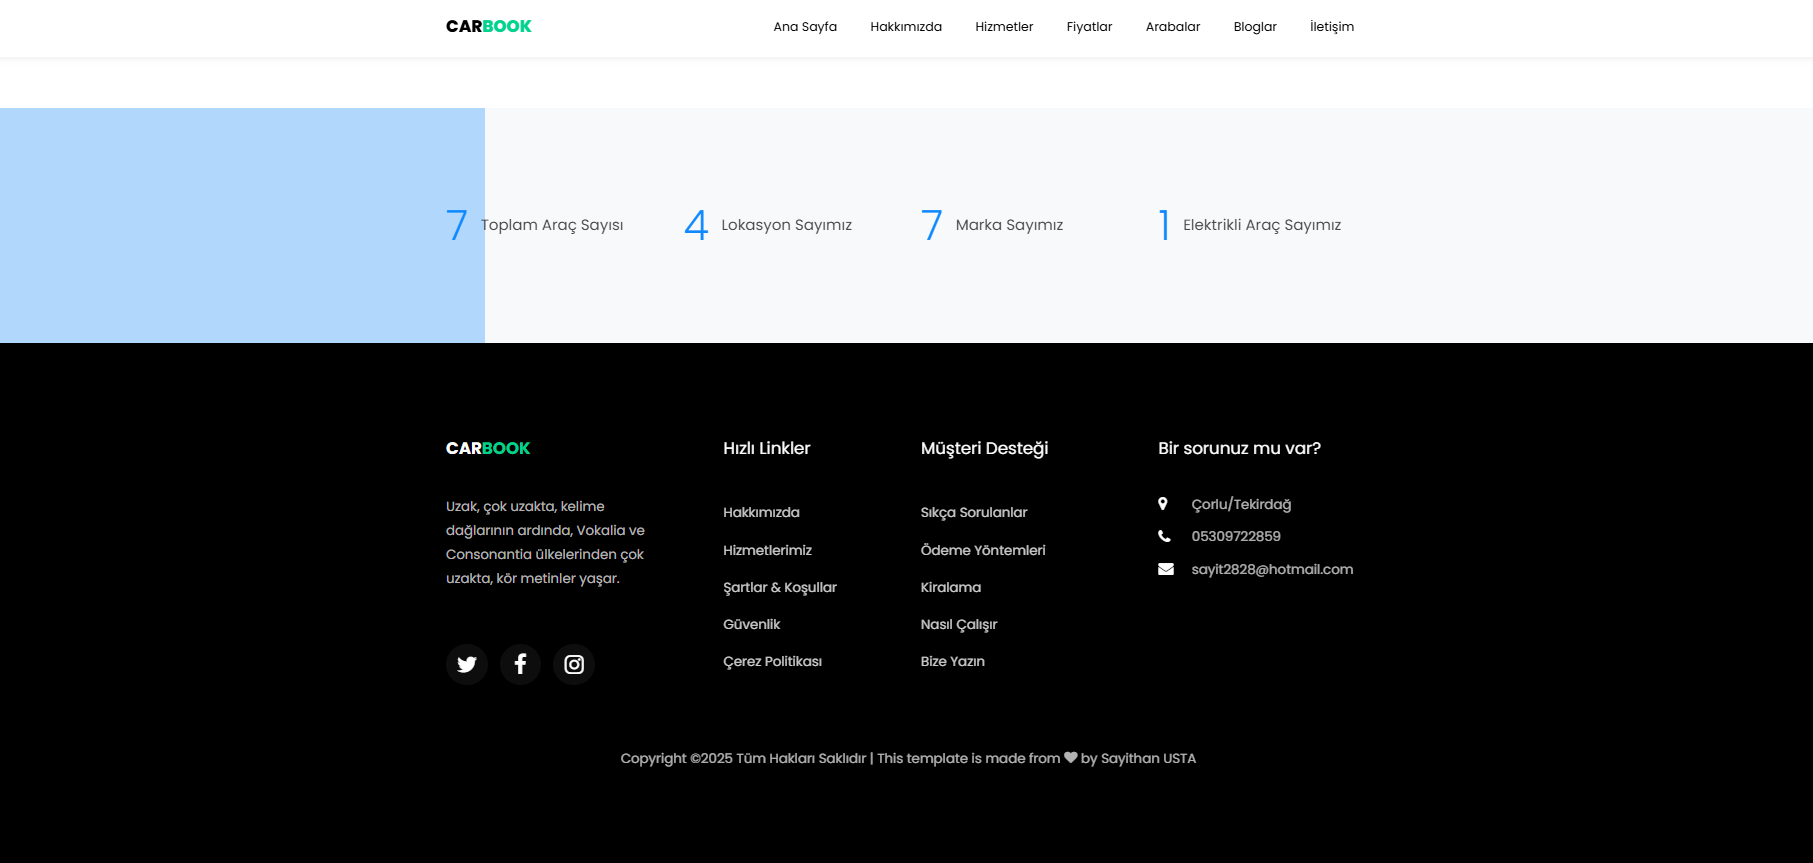 CARBOOK
Ana Sayfa Hakkımızda Hizmetler Fiyatlar Arabalar Bloglar İletişim
7 Toplam Araç Sayısı
4 Lokasyon Sayımız
7 Marka Sayımız
1 Elektrikli Araç Sayımız
CARBOOK
Uzak, çok uzakta, kelime
dağlarının ardında, Vokalia ve
Consonantia ülkelerinden çok
uzakta, kör metinler yaşar.
Hızlı Linkler
Hakkımızda
Hizmetlerimiz
Şartlar & Koşullar
Güvenlik
Çerez Politikası
Müşteri Desteği
Sıkça Sorulanlar
Ödeme Yöntemleri
Kiralama
Nasıl Çalışır
Bize Yazın
Bir sorunuz mu var?
Çorlu/Tekirdağ
05309722859
sayit2828@hotmail.com
Copyright ©2025 Tüm Hakları Saklıdır | This template is made from ♥ by Sayithan USTA